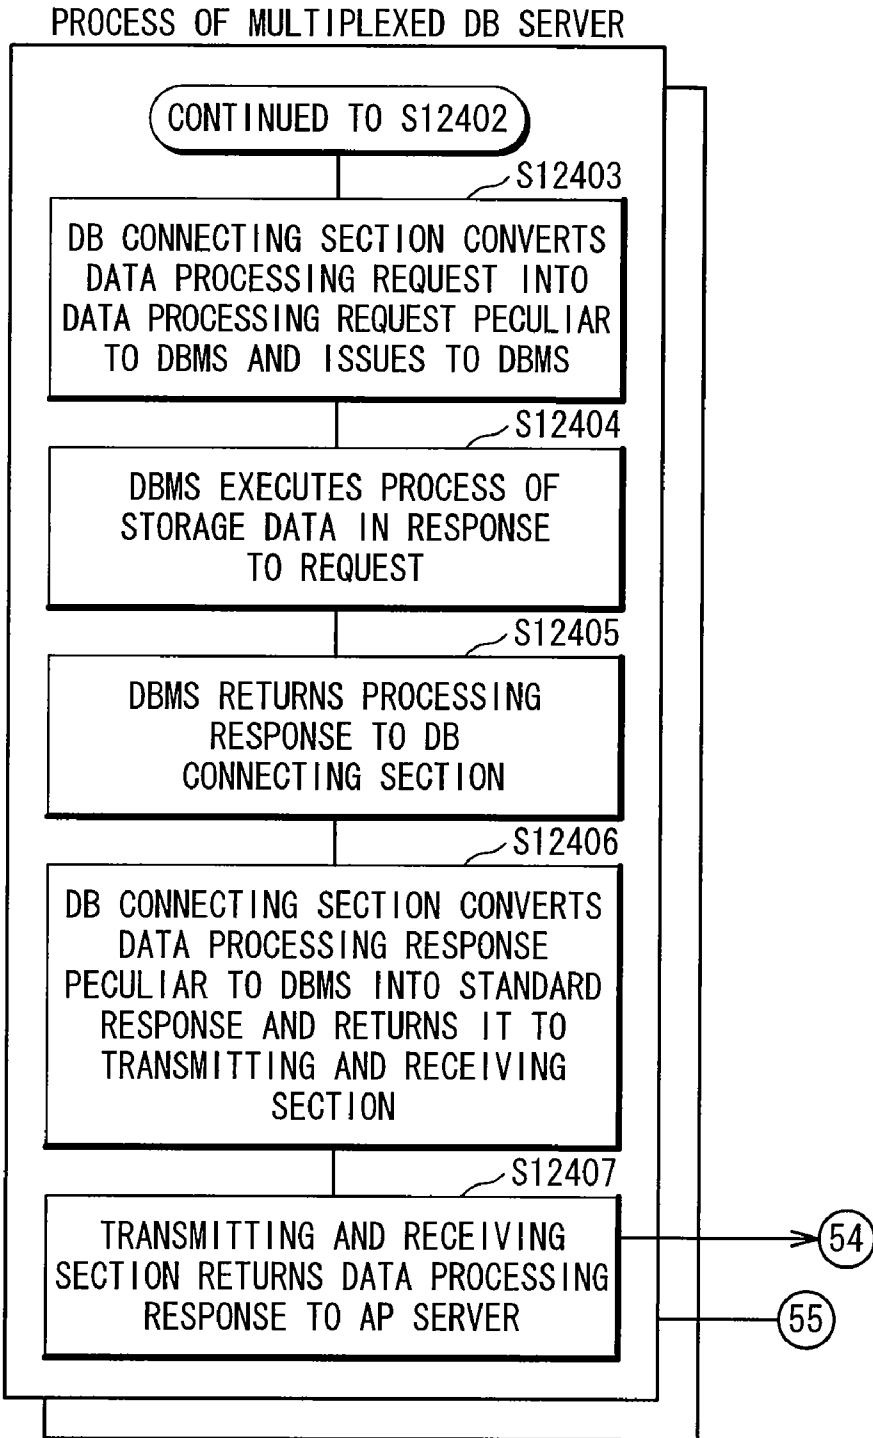 PROCESS OF MULTIPLEXED DB SERVER
CONTINUED TO S12402
S12403
DB CONNECTING SECTION CONVERTS
DATA PROCESSING REQUEST INTO
DATA PROCESSING REQUEST PECULIAR
TO DBMS AND ISSUES TO DBMS
S12404
DBMS EXECUTES PROCESS OF
STORAGE DATA IN RESPONSE
TO REQUEST
S12405
DBMS RETURNS PROCESSING
RESPONSE TO DB
CONNECTING SECTION
S12406
DB CONNECTING SECTION CONVERTS
DATA PROCESSING RESPONSE
PECULIAR TO DBMS INTO STANDARD
RESPONSE AND RETURNS IT TO
TRANSMITTING AND RECEIVING
SECTION
S12407
TRANSMITTING AND RECEIVING
SECTION RETURNS DATA PROCESSING
RESPONSE TO AP SERVER
54
55